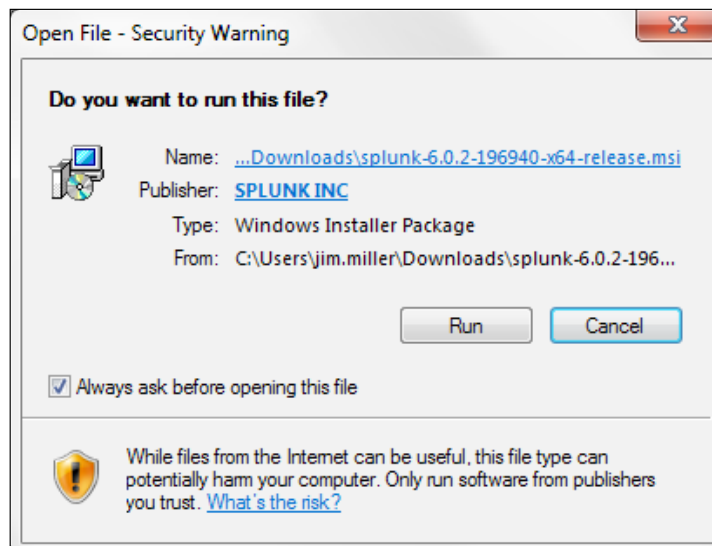 Open File - Security Warning
Do you want to run this file?
Name: ...Downloads\splunk-6.0.2-196940-x64-release.msi
Publisher: SPLUNK INC
Type: Windows Installer Package
From: C:\Users\jim.miller\Downloads\splunk-6.0.2-196...
Run Cancel
Always ask before opening this file
While files from the Internet can be useful, this file type can
potentially harm your computer. Only run software from publishers
you trust. What's the risk?